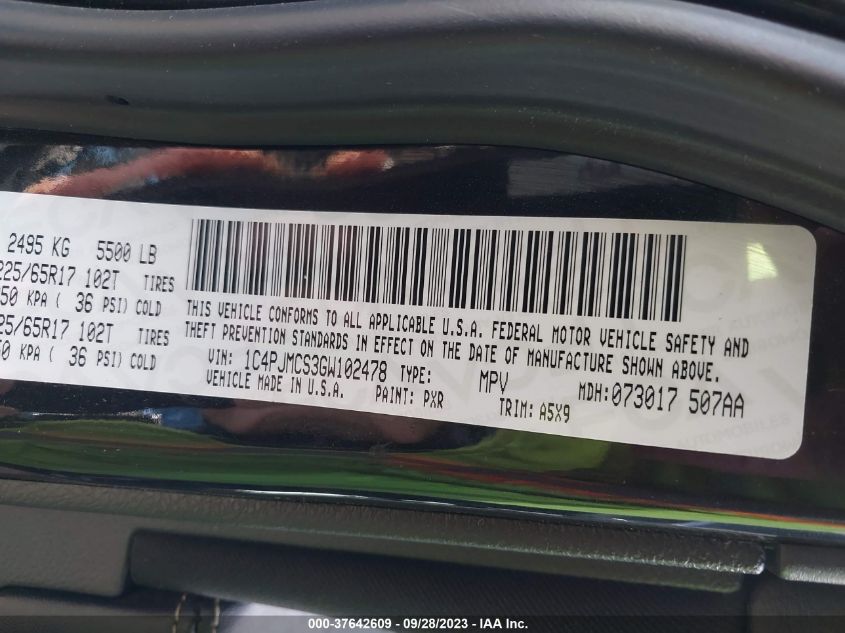 2495 KG 5500 LB
225/65R17 102T TIRES
50 KPA ( 36 PSI) COLD
25/65R17 102T TIRES
50 KPA ( 36 PSI) COLD
THIS VEHICLE CONFORMS TO ALL APPLICABLE U.S.A. FEDERAL MOTOR VEHICLE SAFETY AND
THEFT PREVENTION STANDARDS IN EFFECT ON THE DATE OF MANUFACTURE SHOWN ABOVE.
VIN: 1C4PJMCS3GW102478 TYPE: MPV MDH:073017 507AA
VEHICLE MADE IN U.S.A. PAINT: PXR TRIM: A5X9
000-37642609 - 09/28/2023 - IAA Inc.